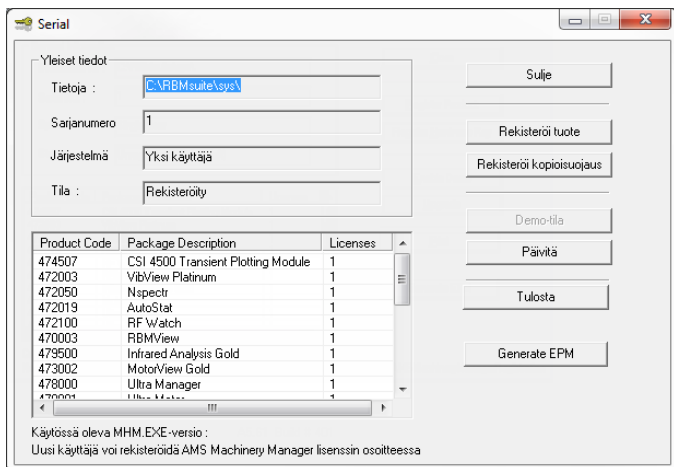 Serial
Yleiset tiedot
Tietoja :
C:\RBMsuite\sys\
Sarjanumero
1
Järjestelmä
Yksi käyttäjä
Tila :
Rekisteröity
Sulje
Rekisteröi tuote
Rekisteröi kopioisuojaus
Demo-tila
Päivitä
Tulosta
Generate EPM
Product Code Package Description Licenses
474507 CSI 4500 Transient Plotting Module 1
472003 VibView Platinum 1
472050 Nspectr 1
472019 AutoStat 1
472100 RF Watch 1
470003 RBMView 1
479500 Infrared Analysis Gold 1
473002 MotorView Gold 1
478000 Ultra Manager 1
Käytössä oleva MHM.EXE-versio :
Uusi käyttäjä voi rekisteröidä AMS Machinery Manager lisenssin osoitteessa